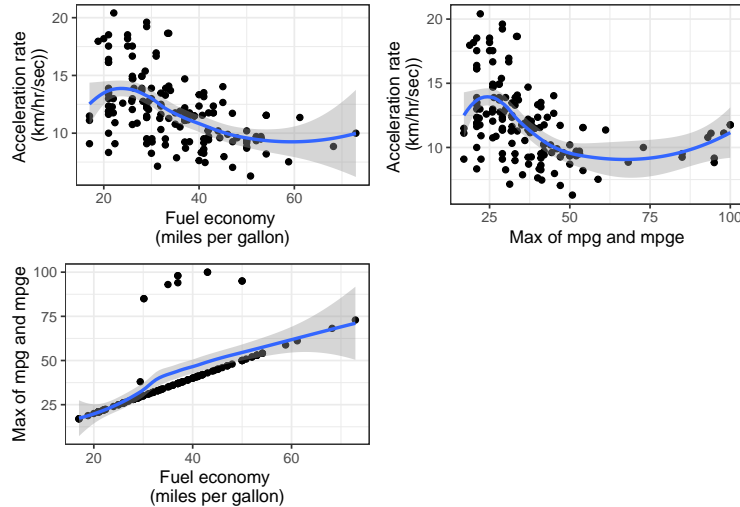 Acceleration rate
(km/hr/sec))
20
15
10
20
40
60
Fuel economy
(miles per gallon)
Acceleration rate
(km/hr/sec))
20
15
10
25
50
75
100
Max of mpg and mpge
Max of mpg and mpge
100
75
50
25
20
40
60
Fuel economy
(miles per gallon)